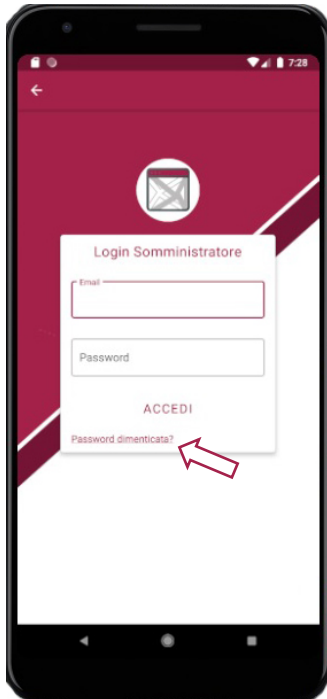 7:28
Login Somministratore
Email
Password
ACCEDI
Password dimenticata?